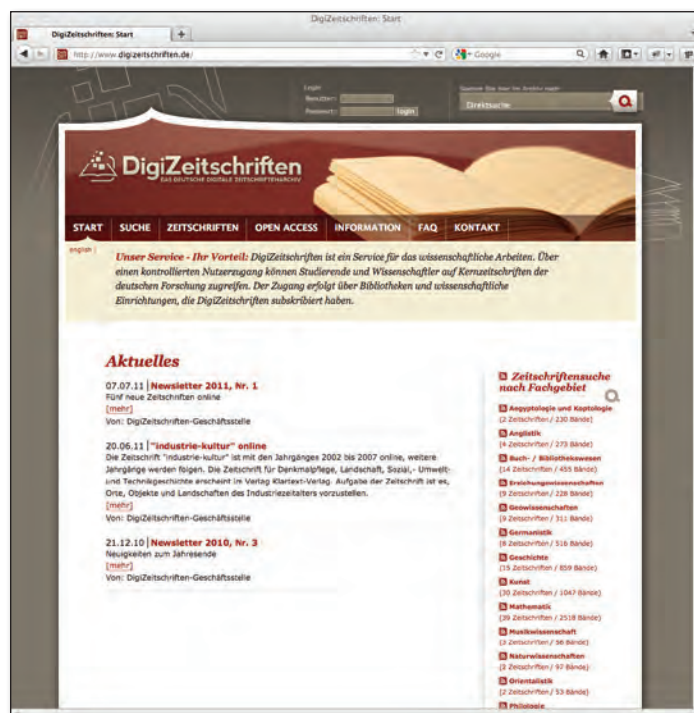 DigiZeitschriften: Start
DigiZeitschriften: Start
http://www.digizeitschriften.de/
Google
Login
Benutzer:
Passwort:
login
Direktsuche
DigiZeitschriften
DAS DEUTSCHE DIGITALE ZEITSCHRIFTENARCHIV
START SUCHE ZEITSCHRIFTEN OPEN ACCESS INFORMATION FAQ KONTAKT
english |
Unser Service - Ihr Vorteil: DigiZeitschriften ist ein Service für das wissenschaftliche Arbeiten. Über
einen kontrollierten Nutzerzugang können Studierende und Wissenschaftler auf Kernzeitschriften der
deutschen Forschung zugreifen. Der Zugang erfolgt über Bibliotheken und wissenschaftliche
Einrichtungen, die DigiZeitschriften subskribiert haben.
Aktuelles
07.07.11 | Newsletter 2011, Nr. 1
Fünf neue Zeitschriften online
[mehr]
Von: DigiZeitschriften-Geschäftsstelle
20.06.11 | "industrie-kultur" online
Die Zeitschrift "industrie-kultur" ist mit den Jahrgänges 2002 bis 2007 online, weitere
Jahrgänge werden folgen. Die Zeitschrift für Denkmalpflege, Landschaft, Sozial,- Umwelt-
und Technikgeschichte erscheint im Verlag Klartext-Verlag. Aufgabe der Zeitschrift ist es,
Orte, Objekte und Landschaften des Industriezeitalters vorzustellen.
[mehr]
Von: DigiZeitschriften-Geschäftsstelle
21.12.10 | Newsletter 2010, Nr. 3
Neuigkeiten zum Jahresende
[mehr]
Von: DigiZeitschriften-Geschäftsstelle
Zeitschriftensuche
nach Fachgebiet
Aegyptologie und Koptologie
(2 Zeitschriften / 230 Bände)
Anglistik
(4 Zeitschriften / 273 Bände)
Buch- / Bibliothekswesen
(14 Zeitschriften / 455 Bände)
Erziehungswissenschaften
(9 Zeitschriften / 228 Bände)
Geowissenschaften
(9 Zeitschriften / 311 Bände)
Germanistik
(8 Zeitschriften / 516 Bände)
Geschichte
(15 Zeitschriften / 859 Bände)
Kunst
(30 Zeitschriften / 1047 Bände)
Mathematik
(39 Zeitschriften / 2518 Bände)
Musikwissenschaft
(3 Zeitschriften / 56 Bände)
Naturwissenschaften
(2 Zeitschriften / 97 Bände)
Orientalistik
(2 Zeitschriften / 53 Bände)
Philologie